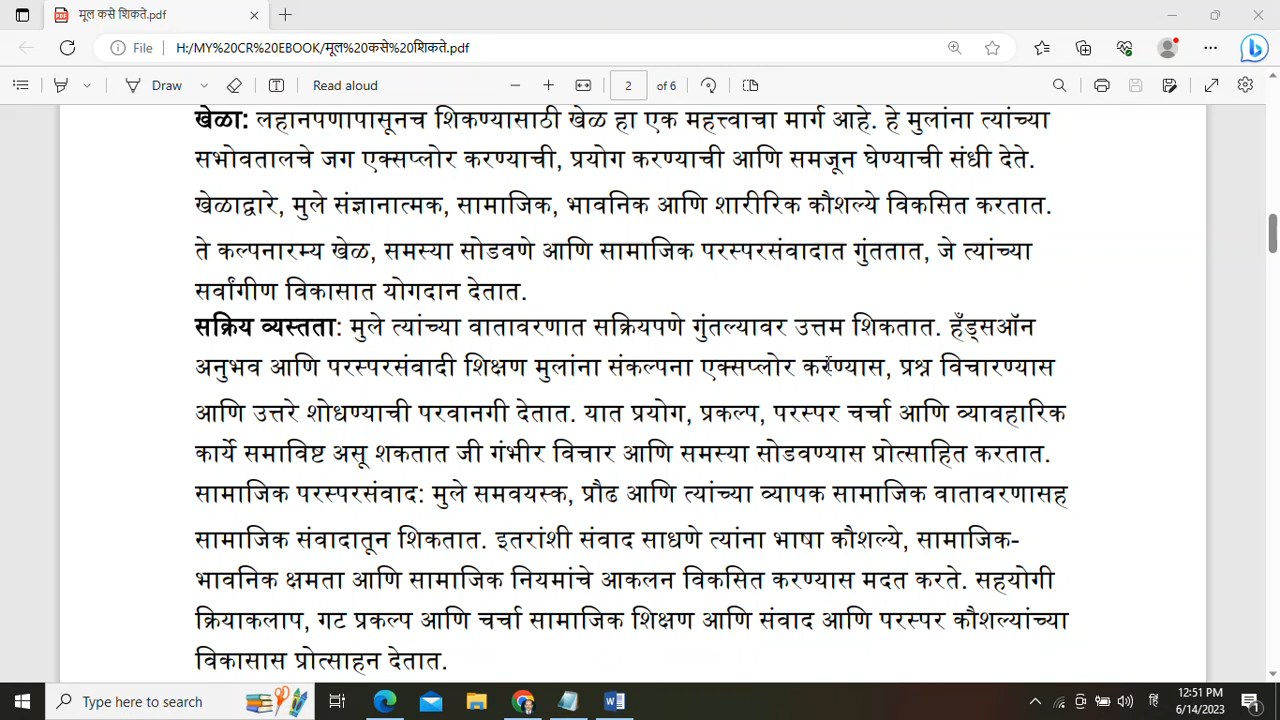 मूल कसे शिकते.pdf
File H:/MY%20CR%20EBOOK/मूल%20कसे%20शिकते.pdf
Draw Read aloud 2 of 6
खेळा: लहानपणापासूनच शिकण्यासाठी खेळ हा एक महत्त्वाचा मार्ग आहे. हे मुलांना त्यांच्या
सभोवतालचे जग एक्सप्लोर करण्याची, प्रयोग करण्याची आणि समजून घेण्याची संधी देते.
खेळाद्वारे, मुले संज्ञानात्मक, सामाजिक, भावनिक आणि शारीरिक कौशल्ये विकसित करतात.
ते कल्पनारम्य खेळ, समस्या सोडवणे आणि सामाजिक परस्परसंवादात गुंततात, जे त्यांच्या
सर्वांगीण विकासात योगदान देतात.
सक्रिय व्यस्तता: मुले त्यांच्या वातावरणात सक्रियपणे गुंतल्यावर उत्तम शिकतात. हँड्सऑन
अनुभव आणि परस्परसंवादी शिक्षण मुलांना संकल्पना एक्सप्लोर करण्यास, प्रश्न विचारण्यास
आणि उत्तरे शोधण्याची परवानगी देतात. यात प्रयोग, प्रकल्प, परस्पर चर्चा आणि व्यावहारिक
कार्ये समाविष्ट असू शकतात जी गंभीर विचार आणि समस्या सोडवण्यास प्रोत्साहित करतात.
सामाजिक परस्परसंवाद: मुले समवयस्क, प्रौढ आणि त्यांच्या व्यापक सामाजिक वातावरणासह
सामाजिक संवादातून शिकतात. इतरांशी संवाद साधणे त्यांना भाषा कौशल्ये, सामाजिक-
भावनिक क्षमता आणि सामाजिक नियमांचे आकलन विकसित करण्यास मदत करते. सहयोगी
क्रियाकलाप, गट प्रकल्प आणि चर्चा सामाजिक शिक्षण आणि संवाद आणि परस्पर कौशल्यांच्या
विकासास प्रोत्साहन देतात.
Type here to search हिं 12:51 PM
6/14/2023 1